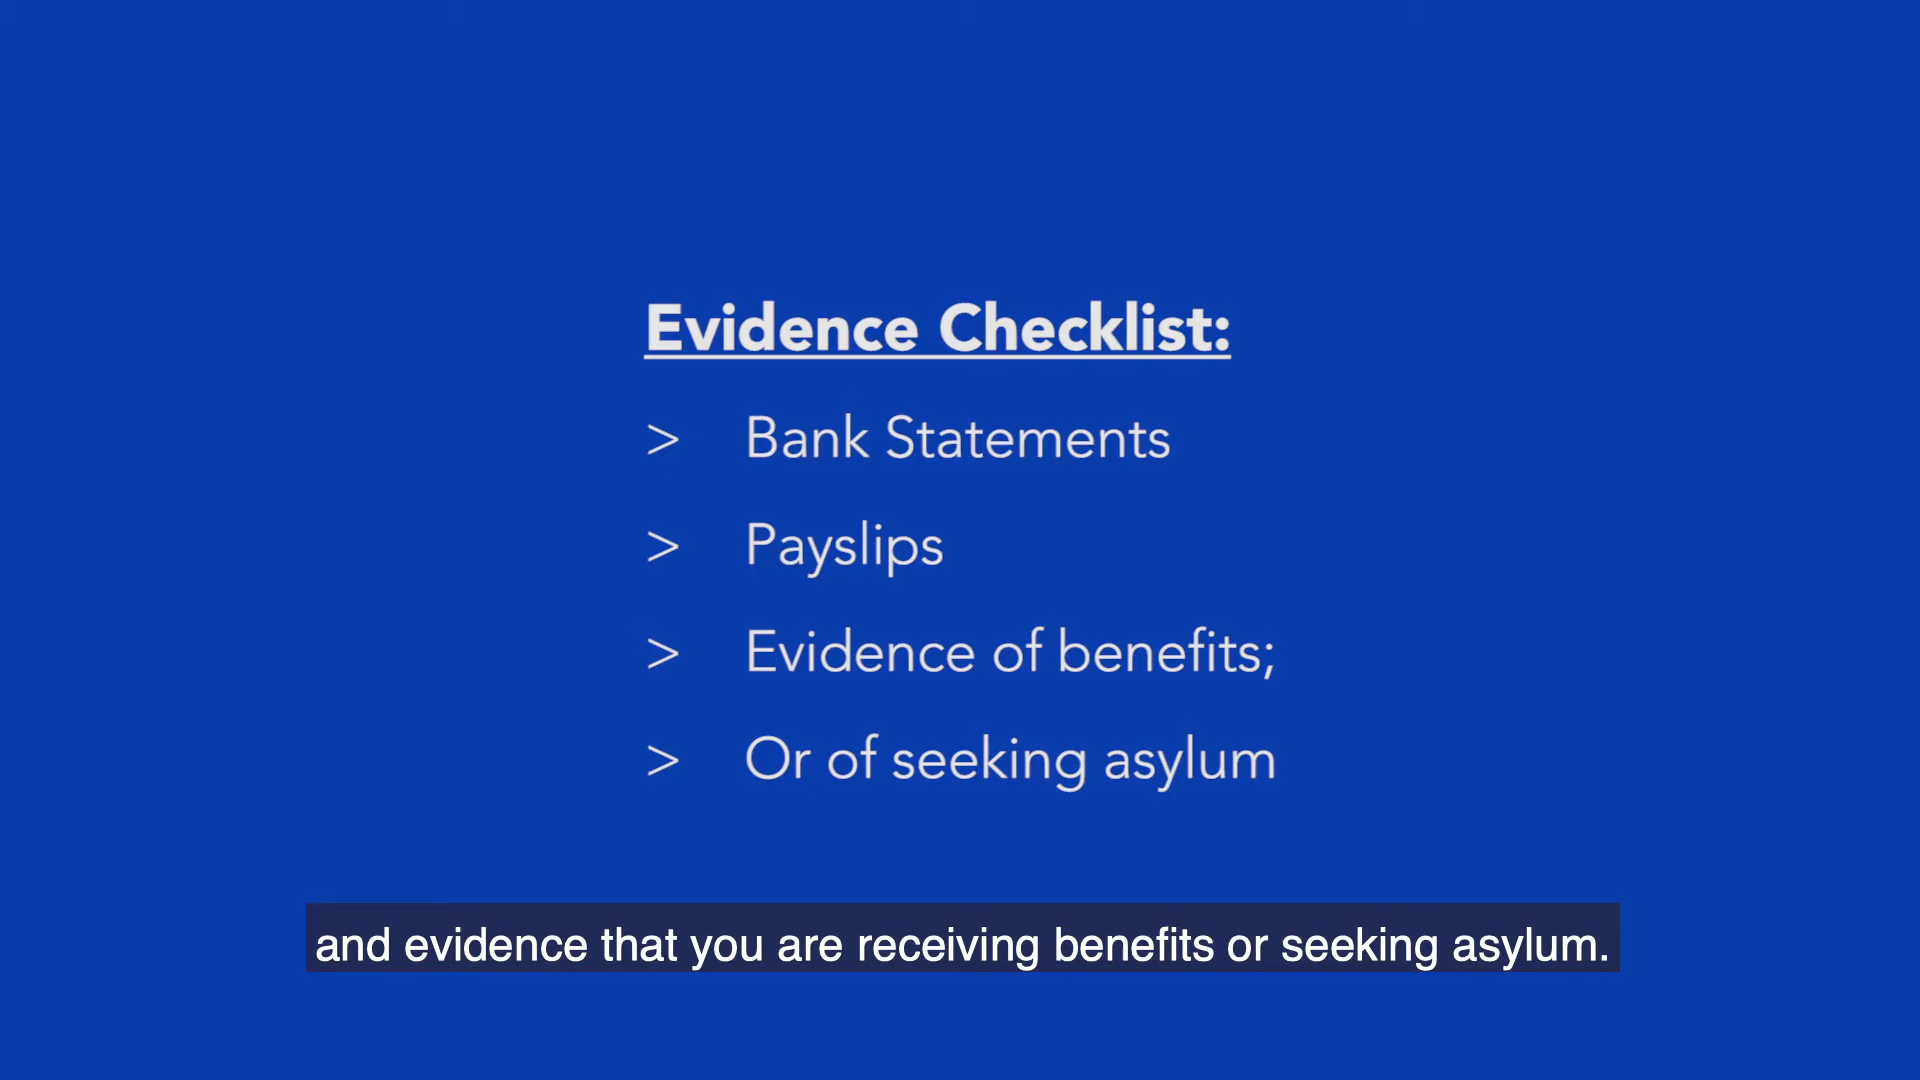 Evidence Checklist:
> Bank Statements
> Payslips
> Evidence of benefits;
> Or of seeking asylum
and evidence that you are receiving benefits or seeking asylum.